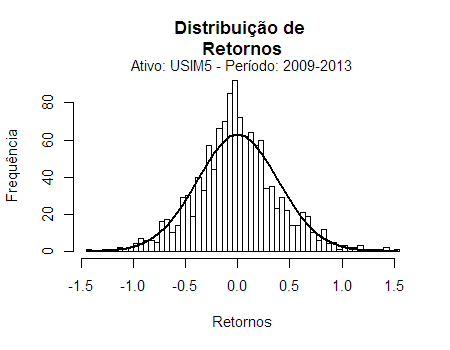 Distribuição de
Retornos
Ativo: USIM5 - Período: 2009-2013
Frequência
80
60
40
20
0
-1.5 -1.0 -0.5 0.0 0.5 1.0 1.5
Retornos